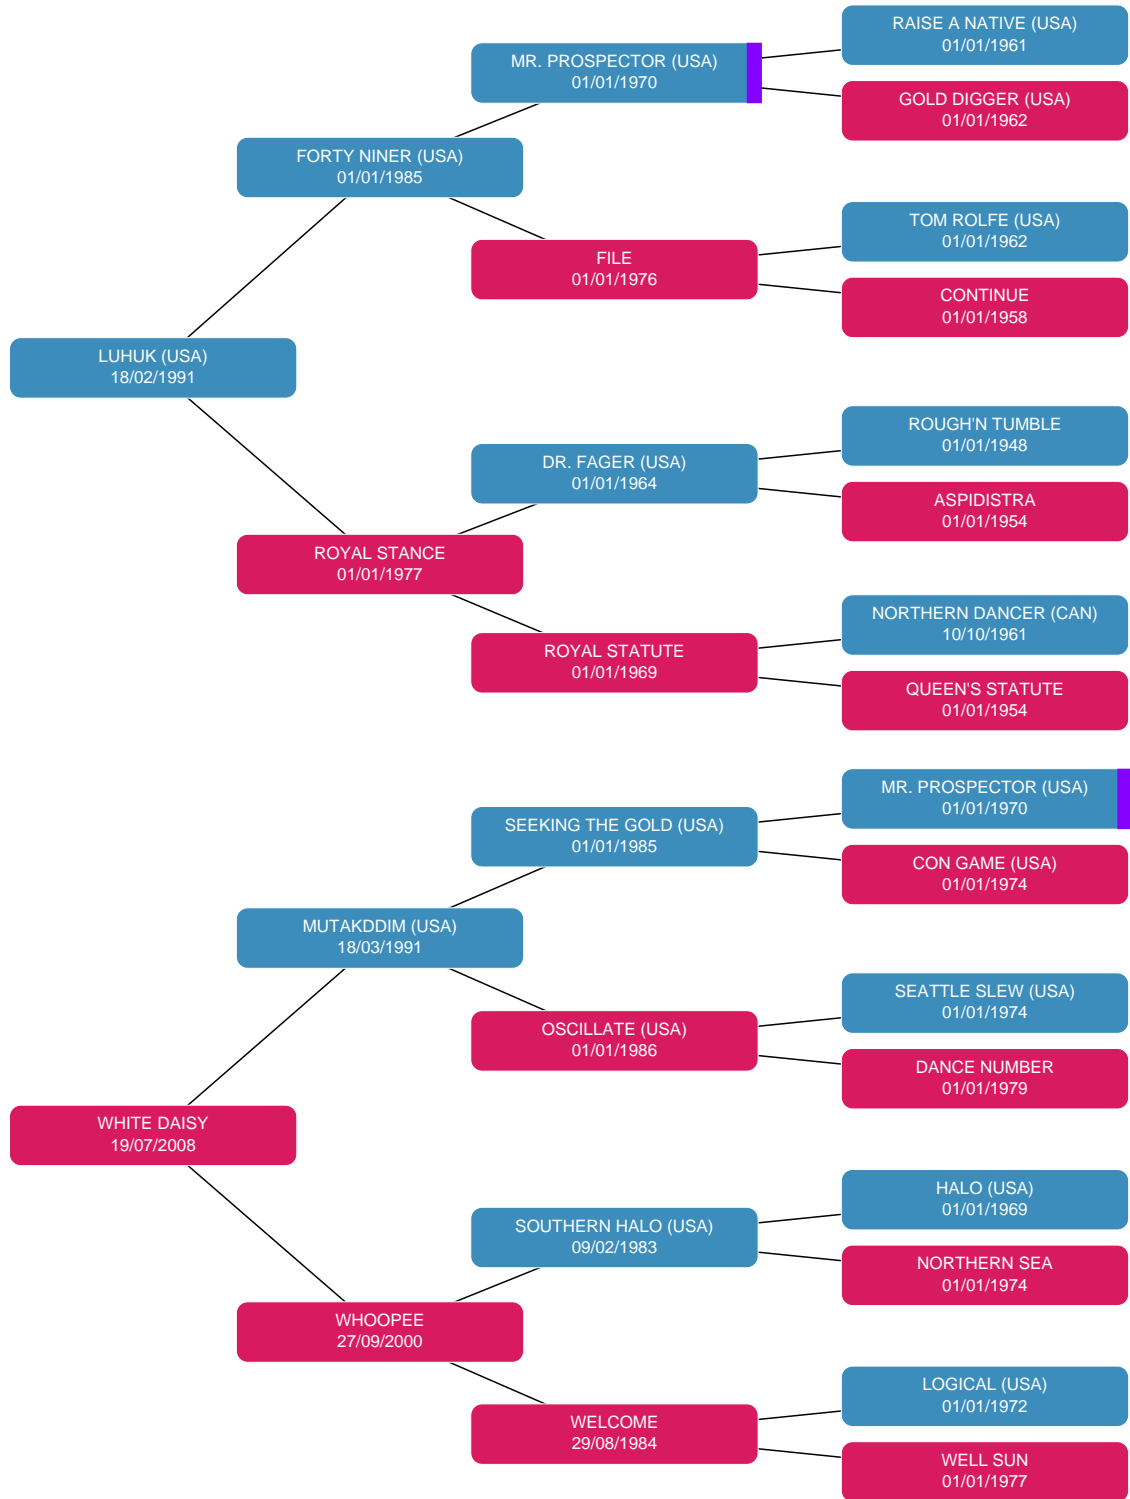 RAISE A NATIVE (USA)
01/01/1961
MR. PROSPECTOR (USA)
01/01/1970
GOLD DIGGER (USA)
01/01/1962
FORTY NINER (USA)
01/01/1985
TOM ROLFE (USA)
01/01/1962
FILE
01/01/1976
CONTINUE
01/01/1958
LUHUK (USA)
18/02/1991
ROUGH'N TUMBLE
01/01/1948
DR. FAGER (USA)
01/01/1964
ASPIDISTRA
01/01/1954
ROYAL STANCE
01/01/1977
NORTHERN DANCER (CAN)
10/10/1961
ROYAL STATUTE
01/01/1969
QUEEN'S STATUTE
01/01/1954
MR. PROSPECTOR (USA)
01/01/1970
SEEKING THE GOLD (USA)
01/01/1985
CON GAME (USA)
01/01/1974
MUTAKDDIM (USA)
18/03/1991
SEATTLE SLEW (USA)
01/01/1974
OSCILLATE (USA)
01/01/1986
DANCE NUMBER
01/01/1979
WHITE DAISY
19/07/2008
HALO (USA)
01/01/1969
SOUTHERN HALO (USA)
09/02/1983
NORTHERN SEA
01/01/1974
WHOOPEE
27/09/2000
LOGICAL (USA)
01/01/1972
WELCOME
29/08/1984
WELL SUN
01/01/1977